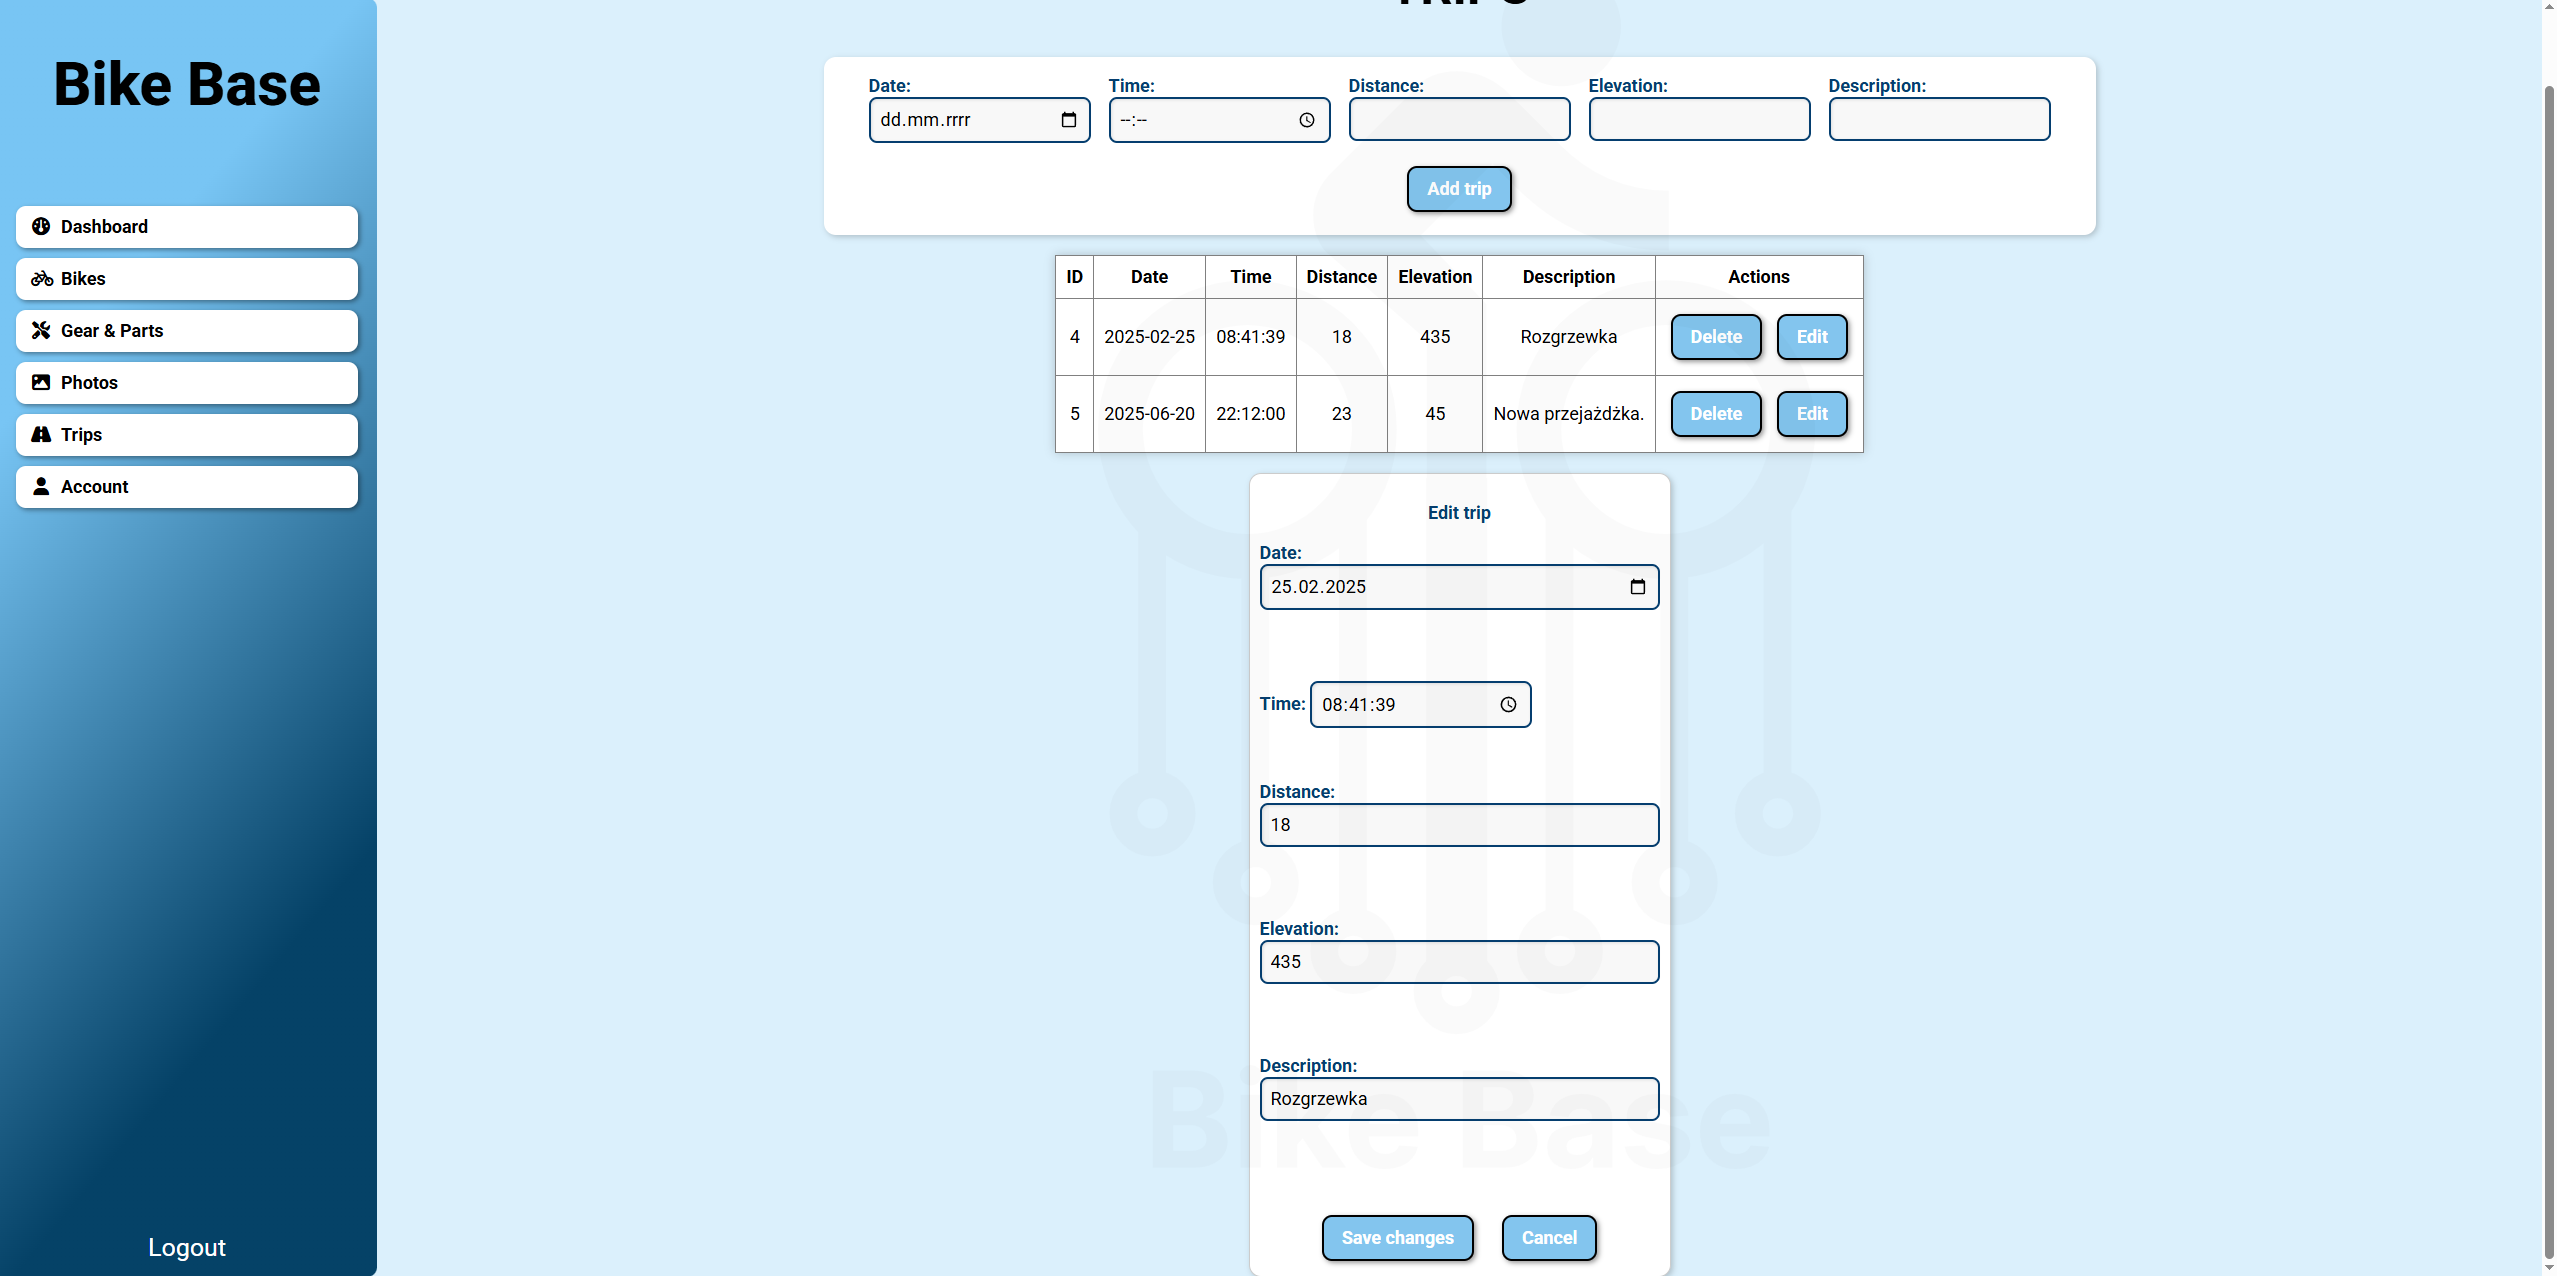 Bike Base
Dashboard
Bikes
Gear & Parts
Photos
Trips
Account
Logout
TRIPS
Date: Time: Distance: Elevation: Description:
dd.mm.rrrr --:--
Add trip
ID Date Time Distance Elevation Description Actions
4 2025-02-25 08:41:39 18 435 Rozgrzewka Delete Edit
5 2025-06-20 22:12:00 23 45 Nowa przejażdżka. Delete Edit
Edit trip
Date:
25.02.2025
Time: 08:41:39
Distance:
18
Elevation:
435
Description:
Rozgrzewka
Bike Base
Save changes Cancel